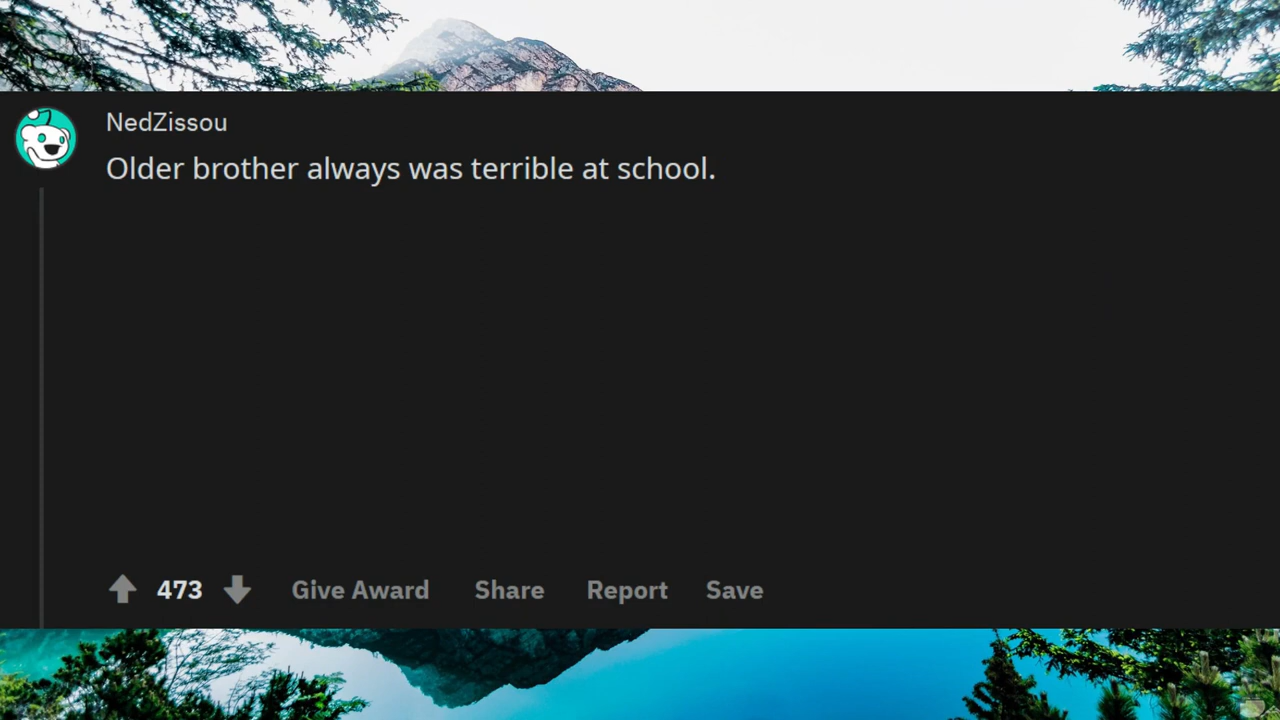 NedZissou
Older brother always was terrible at school.
473 Give Award Share Report Save